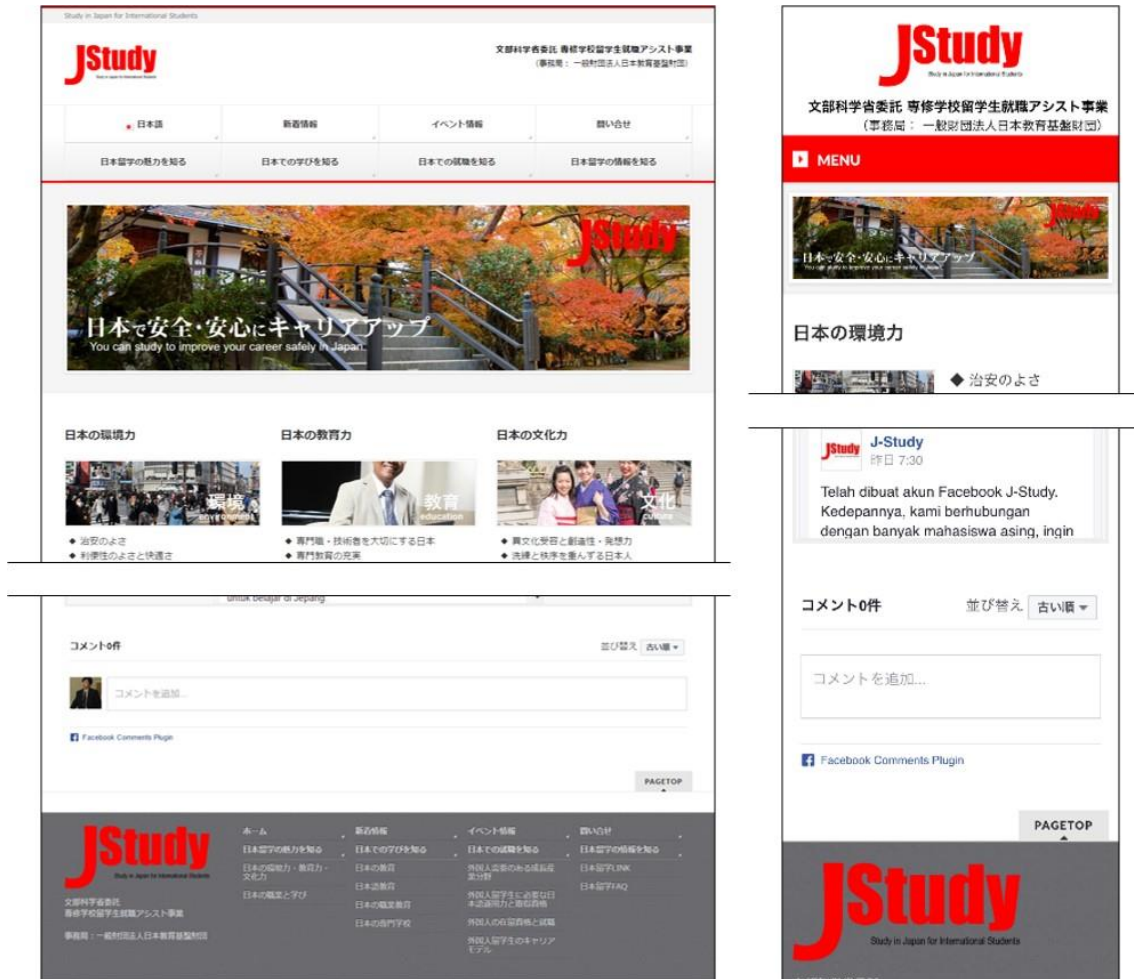 Study in Japan for International Students
JStudy
Study in Japan for International Students
文部科学省委託 専修学校留学生就職アシスト事業
（事務局： 一般財団法人日本教育基盤財団）
日本語
新着情報
イベント情報
問い合せ
日本留学の魅力を知る
日本での学びを知る
日本での就職を知る
日本留学の情報を知る
JStudy
日本で安全・安心にキャリアアップ
You can study to improve your career safely in Japan.
日本の環境力
日本の教育力
日本の文化力
環境
environment
教育
education
文化
culture
◆ 治安のよさ
◆ 利便性のよさと快適さ
◆ 専門職・技術者を大切にする日本
◆ 専門教育の充実
◆ 異文化受容と創造性・発想力
◆ 洗練と秩序を重んずる日本人
untuk belajar di Jepang.
コメント0件
並び替え 古い順
コメントを追加...
Facebook Comments Plugin
PAGETOP
JStudy
Study in Japan for International Students
文部科学省委託
専修学校留学生就職アシスト事業
事務局：一般財団法人日本教育基盤財団
ホーム
日本留学の魅力を知る
日本の環境力・教育力・
文化力
日本の職業と学び
新着情報
日本での学びを知る
日本の教育
日本語教育
日本の職業教育
日本の専門学校
イベント情報
日本での就職を知る
外国人需要のある成長産
業分野
外国人留学生に必要な日
本語運用力と取得資格
外国人の在留資格と就職
外国人留学生のキャリア
モデル
問い合せ
日本留学の情報を知る
日本留学LINK
日本留学FAQ
JStudy
Study in Japan for International Students
文部科学省委託 専修学校留学生就職アシスト事業
（事務局： 一般財団法人日本教育基盤財団）
MENU
JStudy
日本で安全・安心にキャリアアップ
You can study to improve your career safely in Japan.
日本の環境力
◆ 治安のよさ
JStudy
J-Study
昨日 7:30
Telah dibuat akun Facebook J-Study.
Kedepannya, kami berhubungan
dengan banyak mahasiswa asing, ingin
コメント0件
並び替え 古い順
コメントを追加...
Facebook Comments Plugin
PAGETOP
JStudy
Study in Japan for International Students